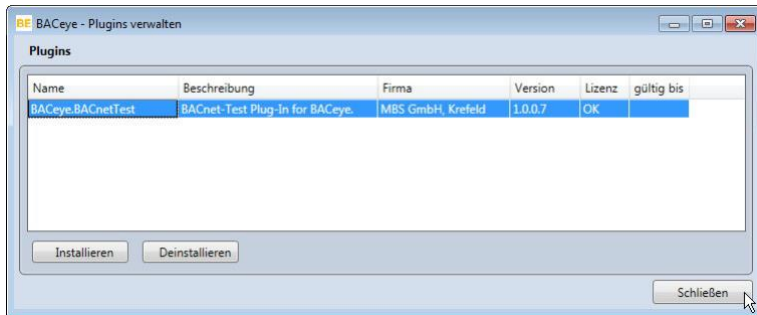 BE BACeye - Plugins verwalten
Plugins
Name Beschreibung Firma Version Lizenz gültig bis
BACeye.BACnetTest BACnet-Test Plug-In for BACeye. MBS GmbH, Krefeld 1.0.0.7 OK
Installieren Deinstallieren
Schließen